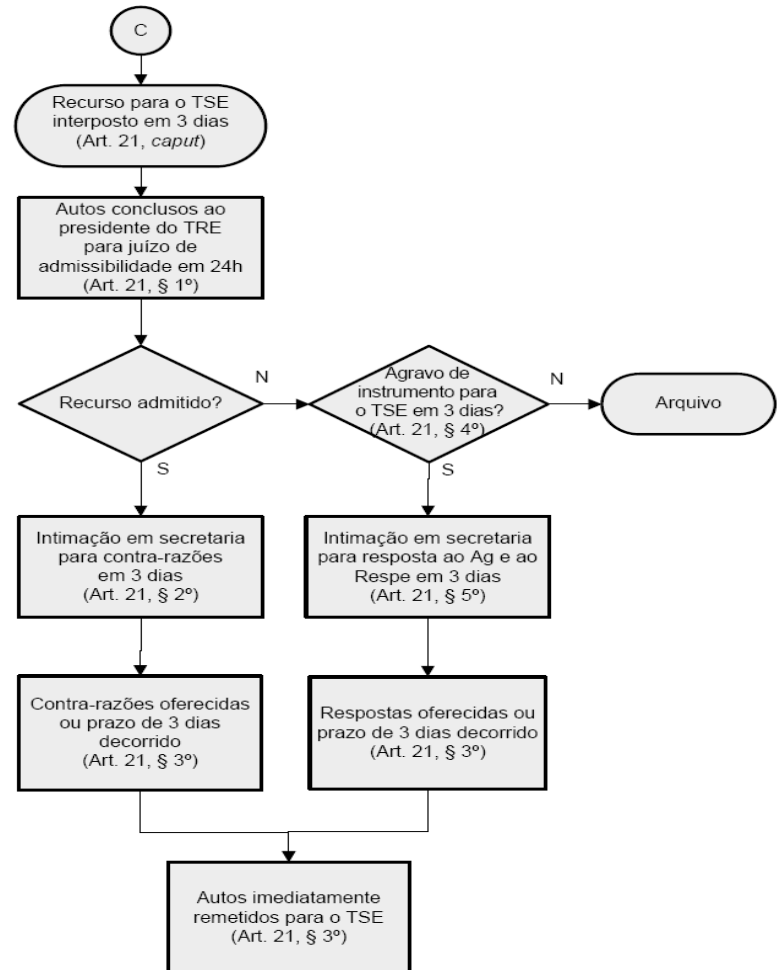 C
Recurso para o TSE
interposto em 3 dias
(Art. 21, caput)
Autos conclusos ao
presidente do TRE
para juízo de
admissibilidade em 24h
(Art. 21, § 1º)
Recurso admitido?
N
Agravo de
instrumento para
o TSE em 3 dias?
(Art. 21, § 4º)
N
Arquivo
S
S
Intimação em secretaria
para contra-razões
em 3 dias
(Art. 21, § 2º)
Intimação em secretaria
para resposta ao Ag e ao
Respe em 3 dias
(Art. 21, § 5º)
Contra-razões oferecidas
ou prazo de 3 dias
decorrido
(Art. 21, § 3º)
Respostas oferecidas ou
prazo de 3 dias decorrido
(Art. 21, § 3º)
Autos imediatamente
remetidos para o TSE
(Art. 21, § 3º)